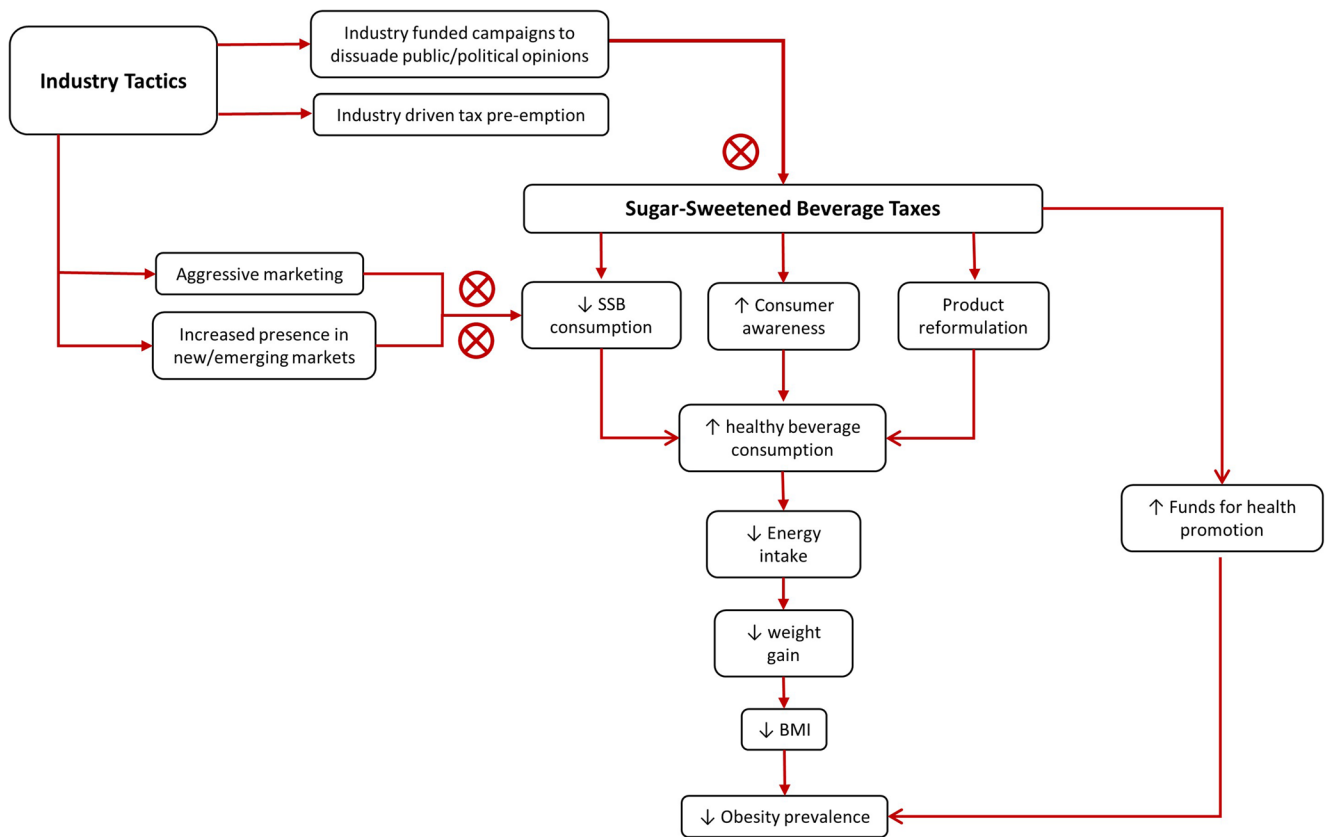 Industry Tactics
Industry funded campaigns to
dissuade public/political opinions
Industry driven tax pre-emption
Sugar-Sweetened Beverage Taxes
Aggressive marketing
Increased presence in
new/emerging markets
↓ SSB
consumption
↑ Consumer
awareness
Product
reformulation
↑ healthy beverage
consumption
↑ Funds for health
promotion
↓ Energy
intake
↓ weight
gain
↓ BMI
↓ Obesity prevalence